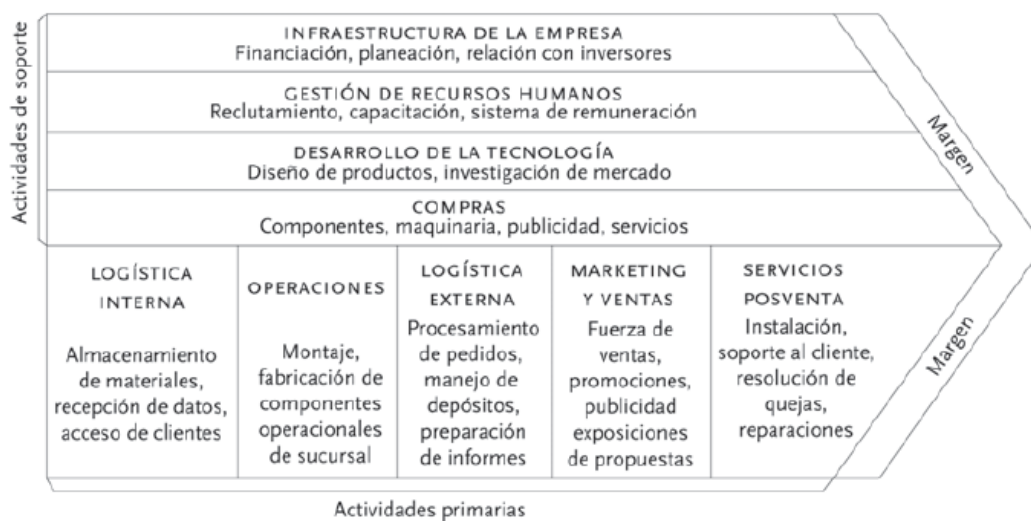 Actividades de soporte
INFRAESTRUCTURA DE LA EMPRESA
Financiación, planeación, relación con inversores
GESTIÓN DE RECURSOS HUMANOS
Reclutamiento, capacitación, sistema de remuneración
DESARROLLO DE LA TECNOLOGÍA
Diseño de productos, investigación de mercado
COMPRAS
Componentes, maquinaria, publicidad, servicios
Margen
LOGÍSTICA
INTERNA
Almacenamiento
de materiales,
recepción de datos,
acceso de clientes
OPERACIONES
Montaje,
fabricación de
componentes
operacionales
de sucursal
LOGÍSTICA
EXTERNA
Procesamiento
de pedidos,
manejo de
depósitos,
preparación
de informes
MARKETING
Y VENTAS
Fuerza de
ventas,
promociones,
publicidad
exposiciones
de propuestas
SERVICIOS
POSVENTA
Instalación,
soporte al cliente,
resolución de
quejas,
reparaciones
Margen
Actividades primarias